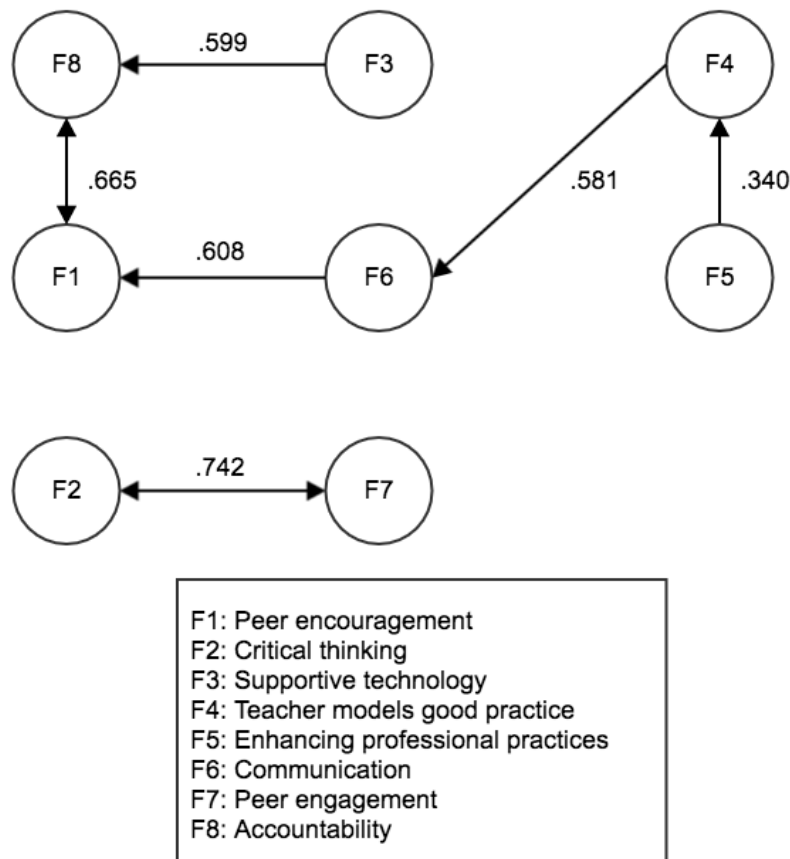 .599
F8 F3 F4
.665 .581 .340
.608
F1 F6 F5
.742
F2 F7
F1: Peer encouragement
F2: Critical thinking
F3: Supportive technology
F4: Teacher models good practice
F5: Enhancing professional practices
F6: Communication
F7: Peer engagement
F8: Accountability